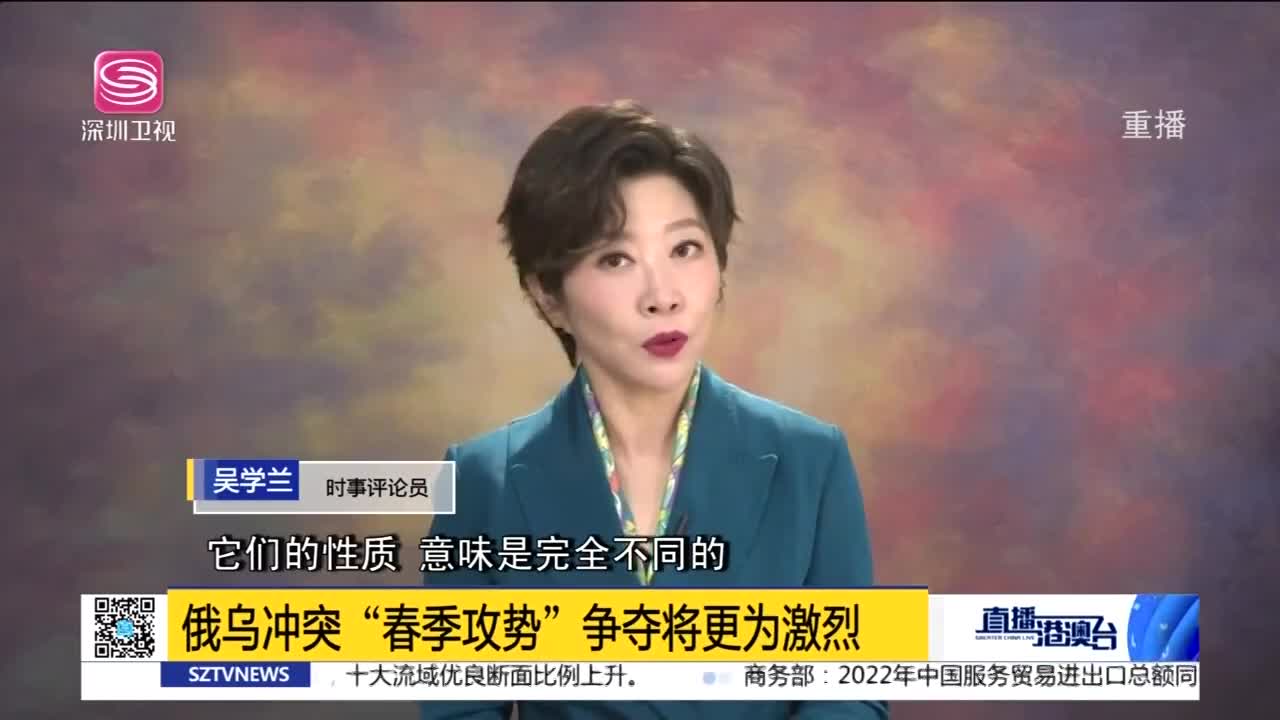 深圳卫视
重播
吴学兰
时事评论员
它们的性质 意味是完全不同的
俄乌冲突“春季攻势”争夺将更为激烈
直播港澳台
GREATER CHINA LIVE
SZTVNEWS
，十大流域优良断面比例上升。 商务部：2022年中国服务贸易进出口总额同